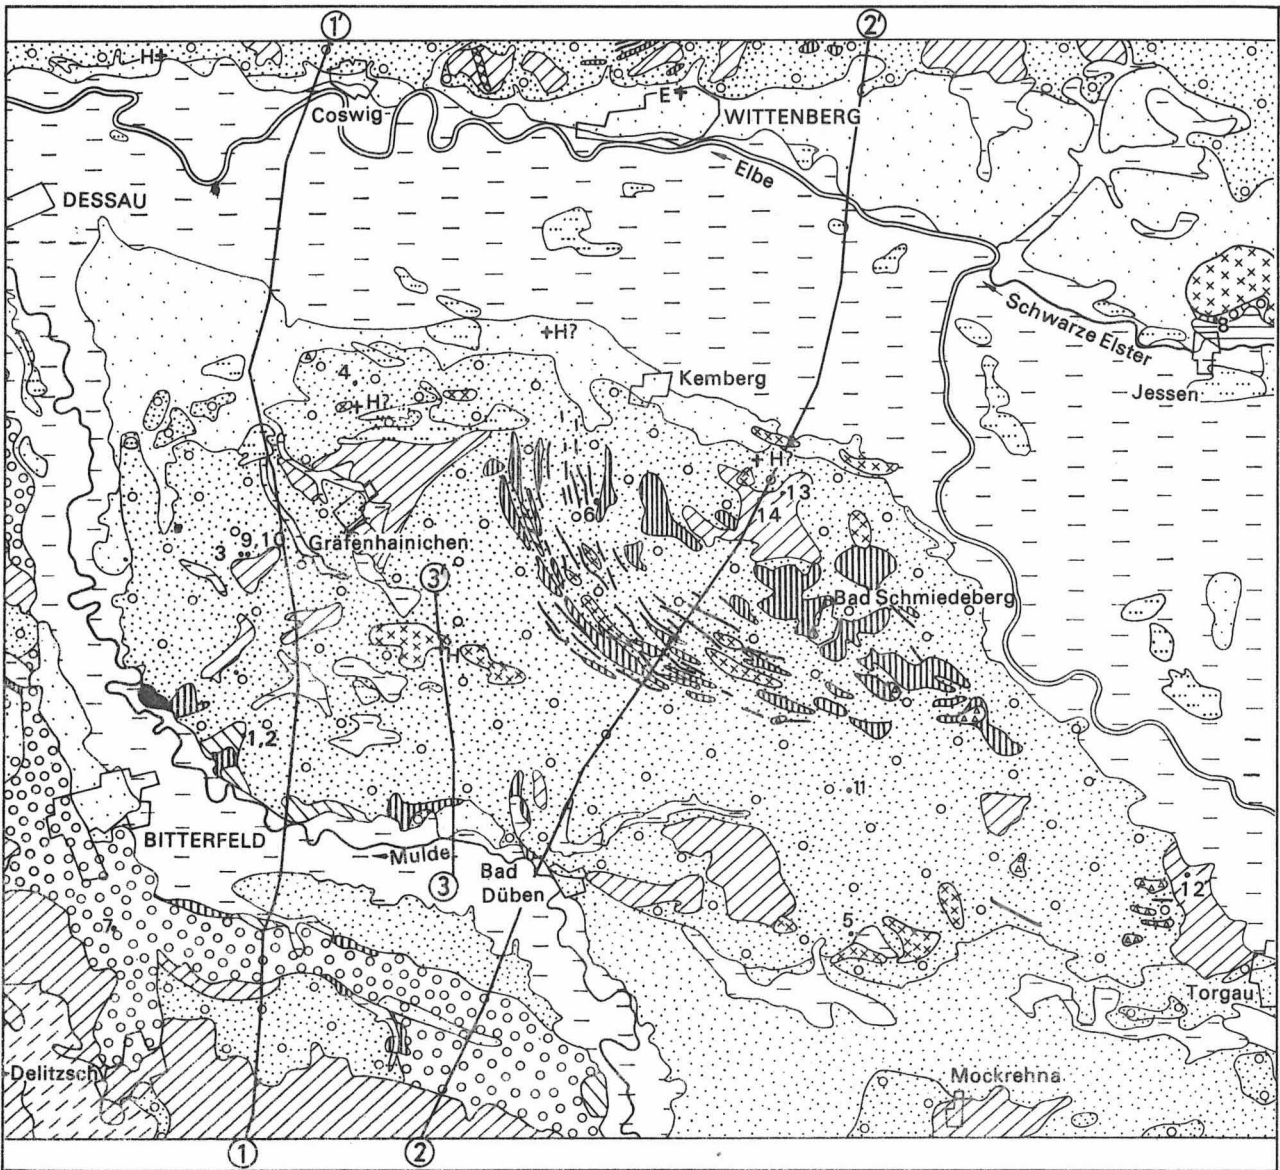 1'
2'
H+
Coswig
E+
WITTENBERG
Elbe
DESSAU
Schwarze Elster
8
Jessen
+H?
4
+H?
Kemberg
+H?
13
14
6
9,10
3
Gräfenhainichen
3'
Bad Schmiedeberg
+H
1,2
11
BITTERFELD
Mulde
Bad
Düben
3
12
5
7
Torgau
Delitzsch
Mockrehna
1
2